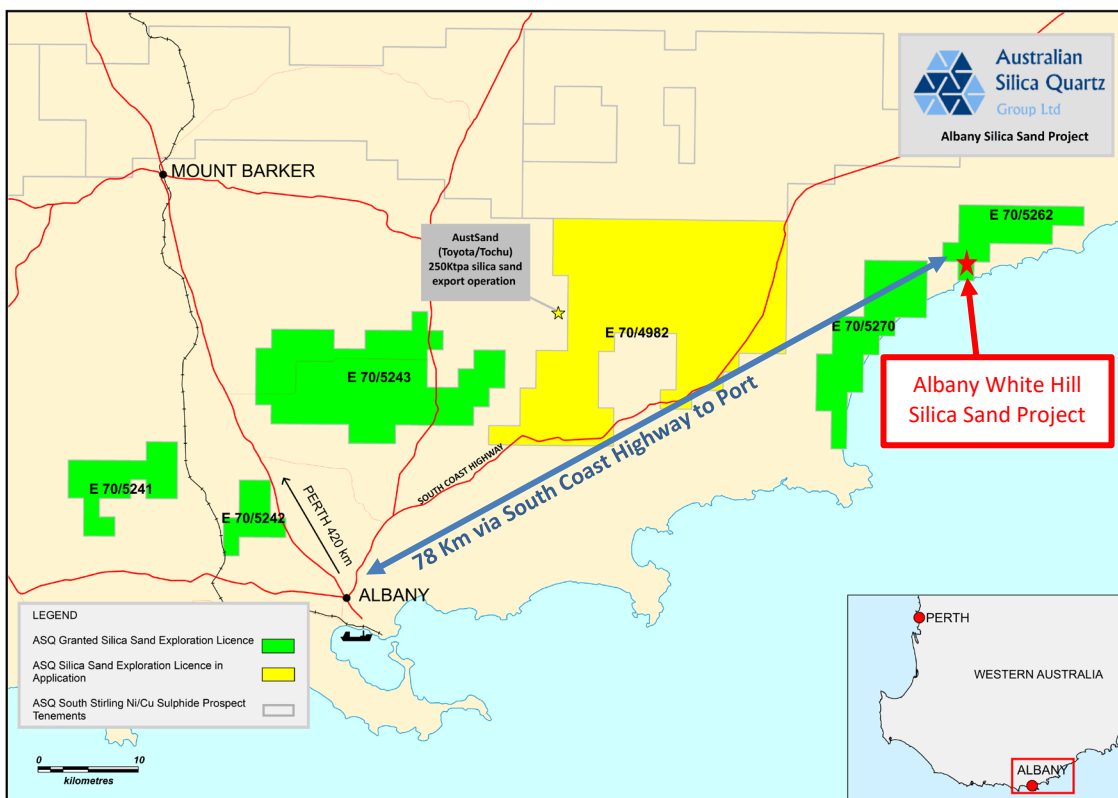 Australian
Silica Quartz
Group Ltd
Albany Silica Sand Project
MOUNT BARKER
E 70/5262
AustSand
(Toyota/Tochu)
250Ktpa silica sand
export operation
E 70/4982
E 70/5270
E 70/5243
Albany White Hill
Silica Sand Project
78 Km via South Coast Highway to Port
SOUTH COAST HIGHWAY
E 70/5241
E 70/5242
PERTH 420 km
ALBANY
LEGEND
ASQ Granted Silica Sand Exploration Licence
ASQ Silica Sand Exploration Licence in
Application
ASQ South Stirling Ni/Cu Sulphide Prospect
Tenements
0 10
kilometres
PERTH
WESTERN AUSTRALIA
ALBANY